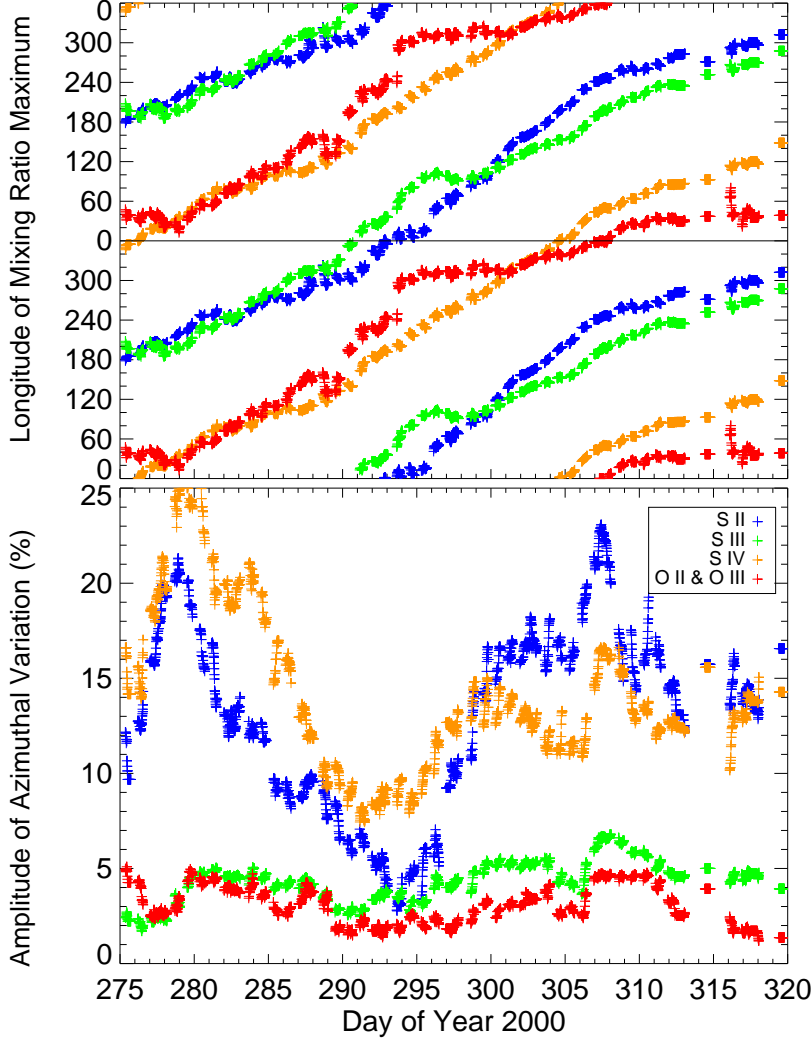 Longitude of Mixing Ratio Maximum
0
300
240
180
120
60
0
300
240
180
120
60
0
Amplitude of Azimuthal Variation (%)
25
20
15
10
5
0
S II
S III
S IV
O II & O III
275 280 285 290 295 300 305 310 315 320
Day of Year 2000